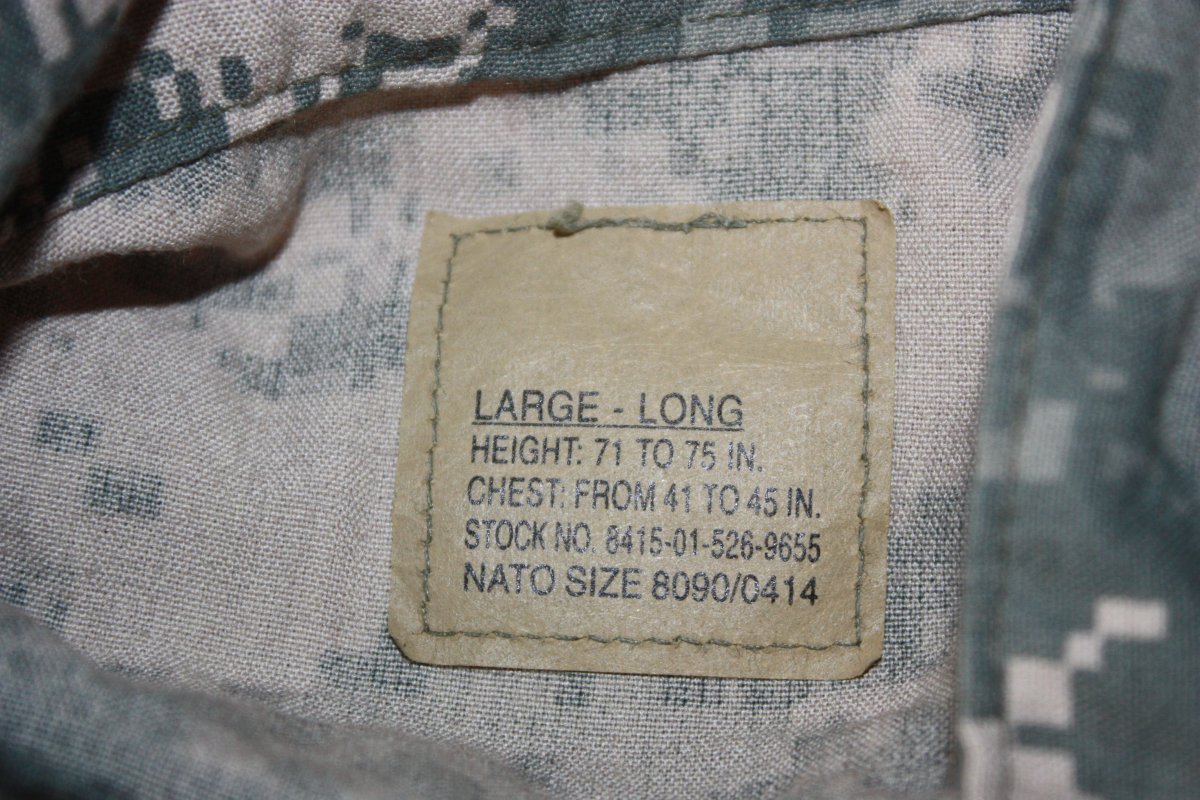 LARGE - LONG
HEIGHT: 71 TO 75 IN.
CHEST: FROM 41 TO 45 IN.
STOCK NO. 8415-01-526-9655
NATO SIZE 8090/0414